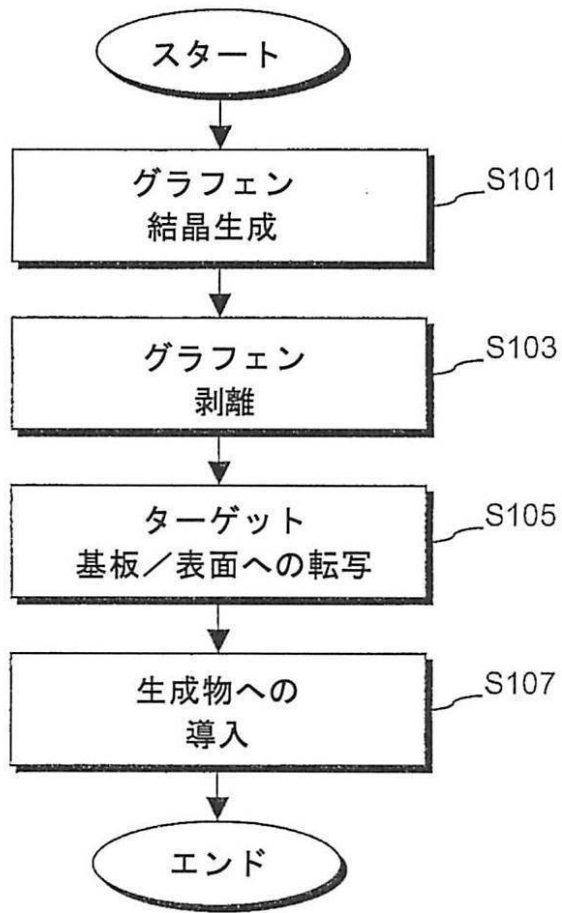 スタート
グラフェン
結晶生成
S101
グラフェン
剥離
S103
ターゲット
基板／表面への転写
S105
生成物への
導入
S107
エンド